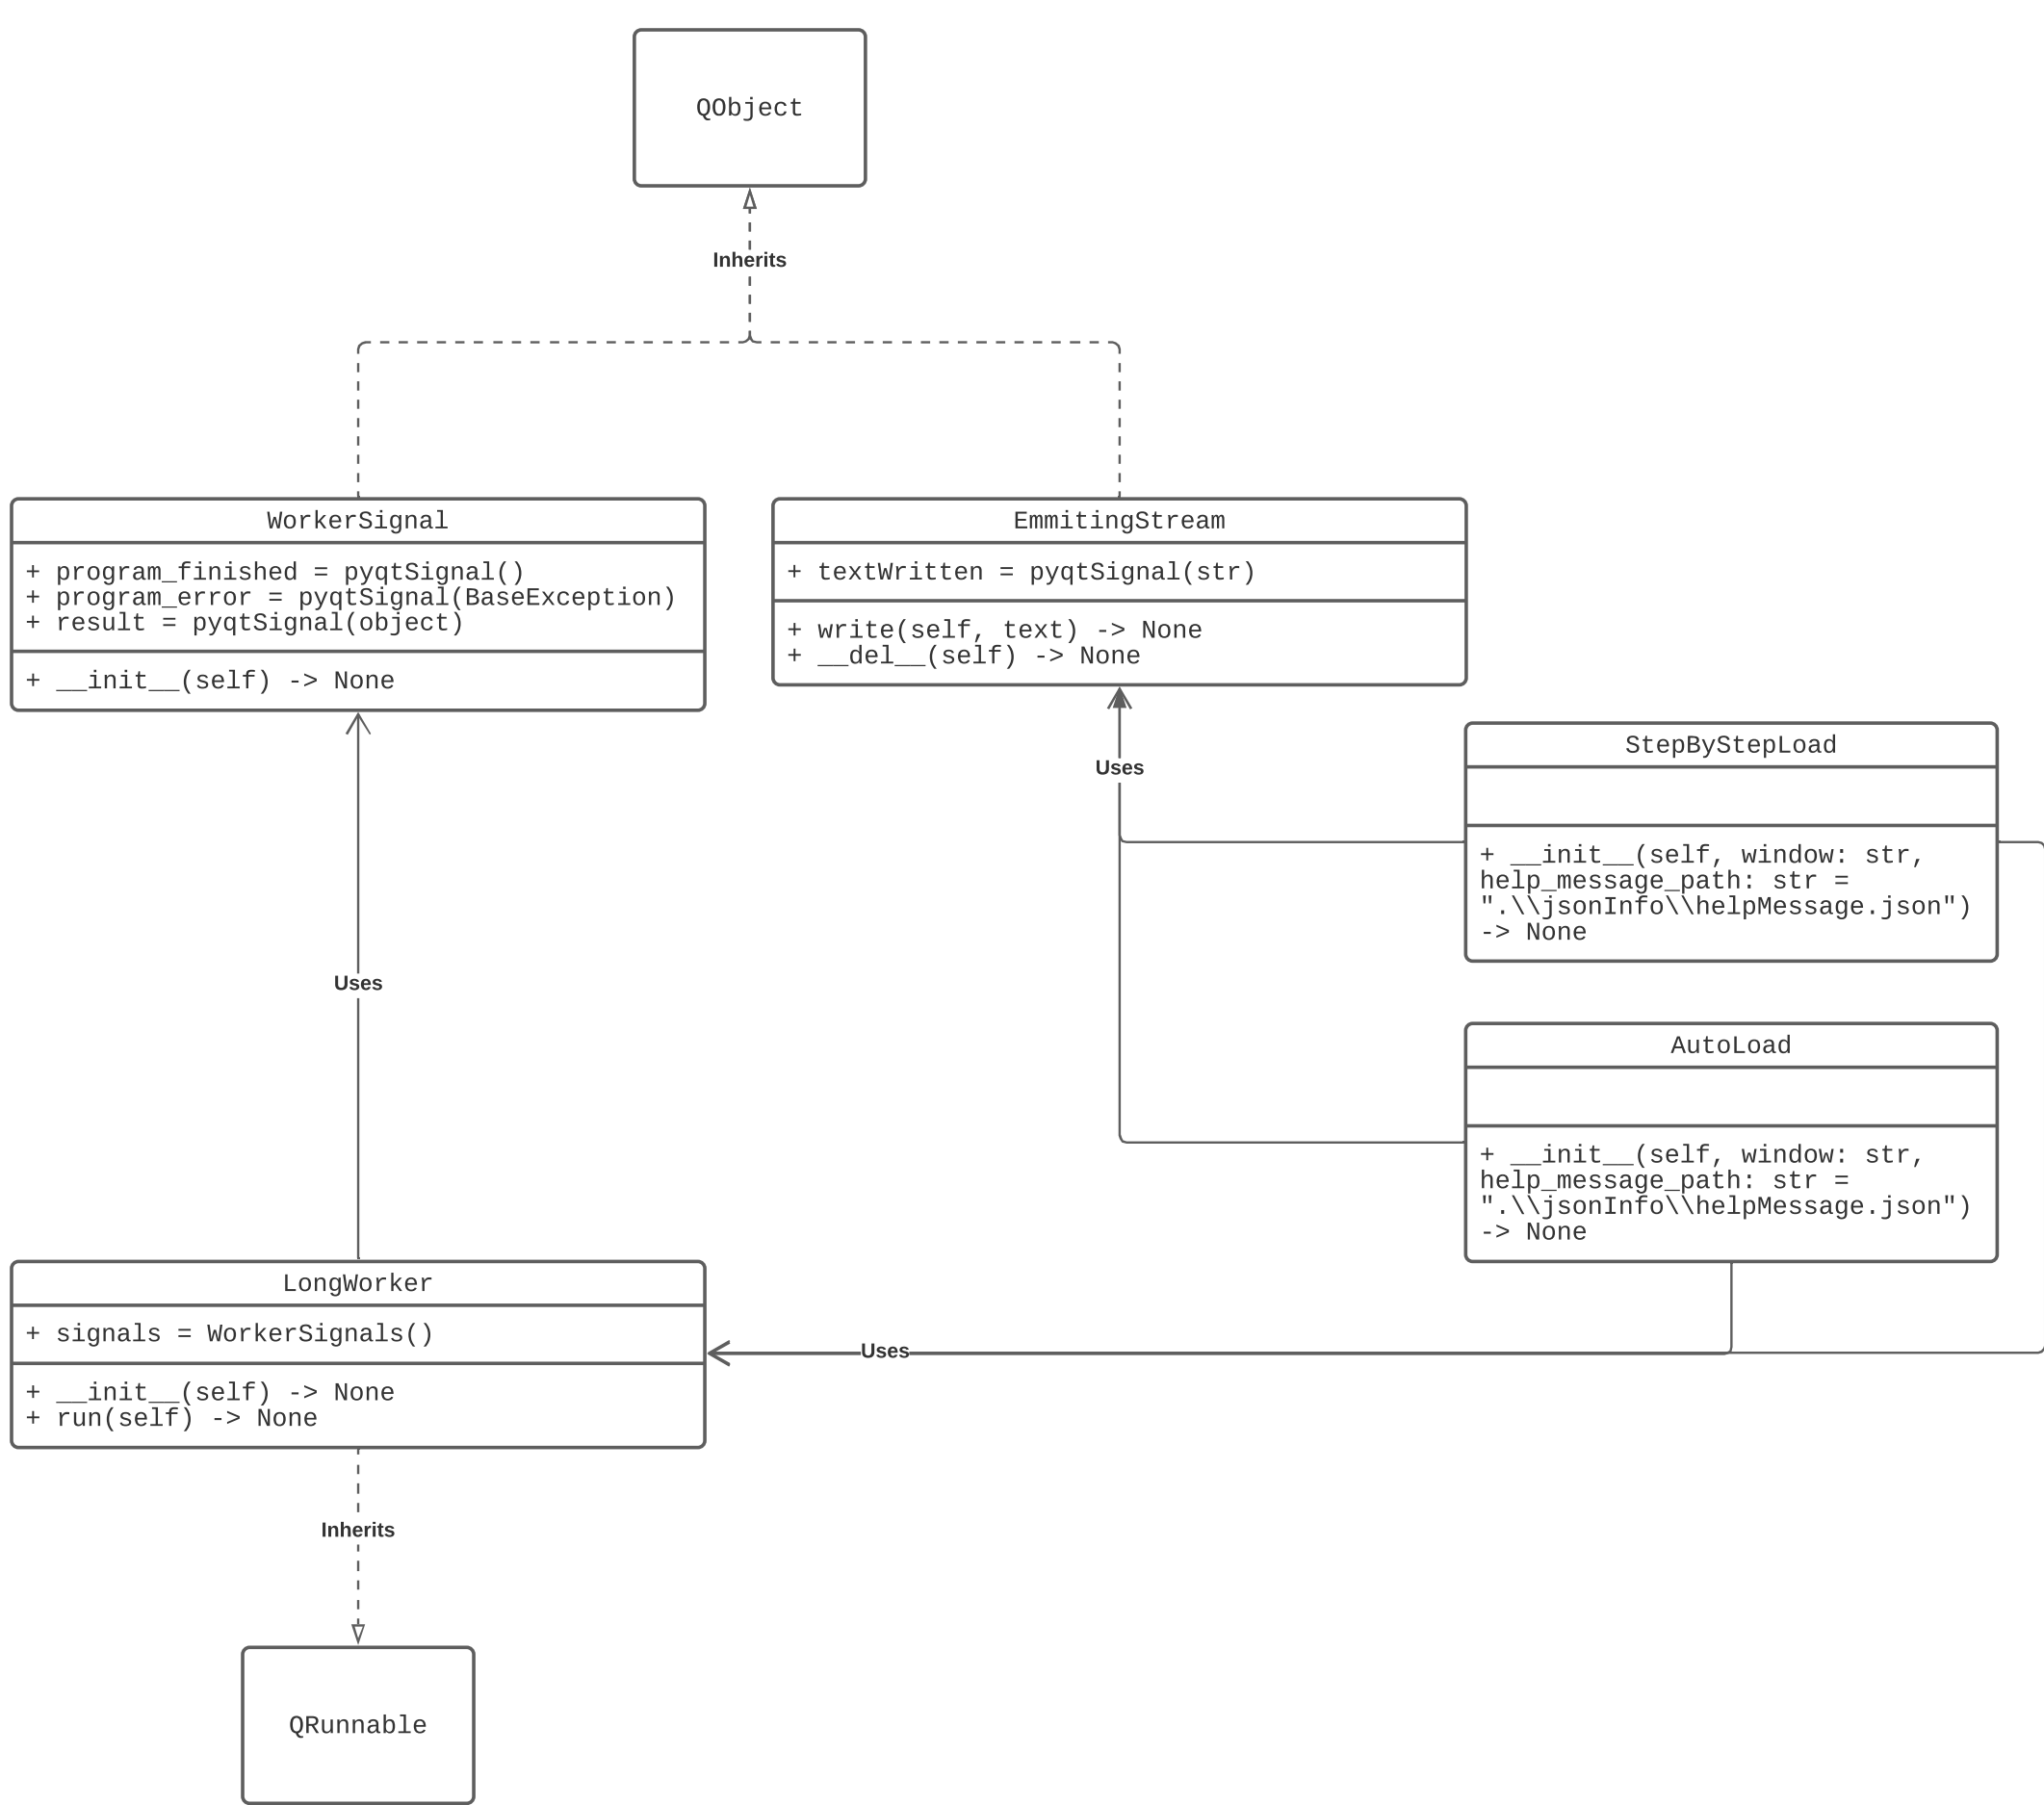 QObject
Inherits
WorkerSignal
+ program_finished = pyqtSignal()
+ program_error = pyqtSignal(BaseException)
+ result = pyqtSignal(object)
+ __init__(self) -> None
EmmitingStream
+ textWritten = pyqtSignal(str)
+ write(self, text) -> None
+ __del__(self) -> None
Uses
StepByStepLoad
+ __init__(self, window: str,
help_message_path: str =
".\\jsonInfo\\helpMessage.json")
-> None
Uses
AutoLoad
+ __init__(self, window: str,
help_message_path: str =
".\\jsonInfo\\helpMessage.json")
-> None
LongWorker
+ signals = WorkerSignals()
+ __init__(self) -> None
+ run(self) -> None
Uses
Inherits
QRunnable